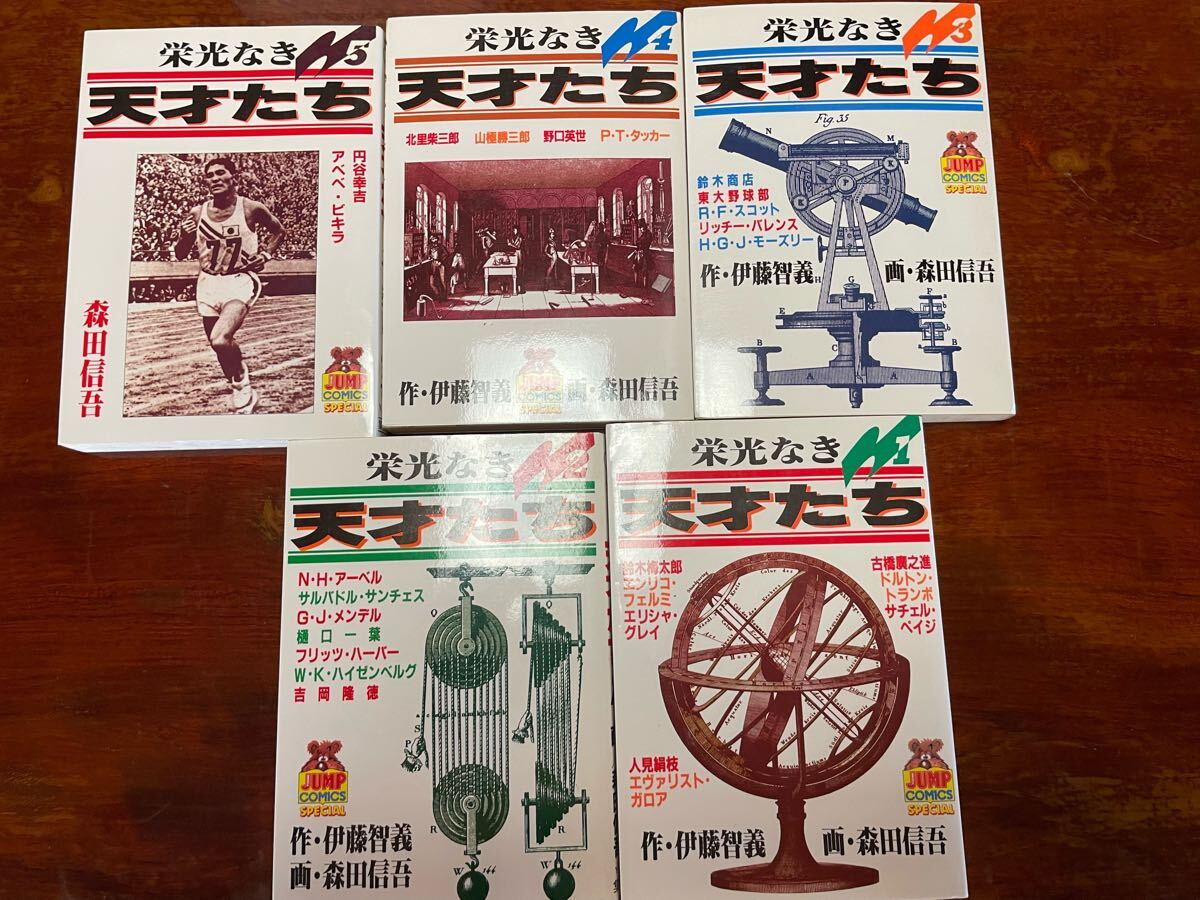 栄光なき
5
天才たち
円谷幸吉
アベベ・ビキラ
77
森田信吾
JUMP
COMICS
SPECIAL
栄光なき
4
天才たち
北里柴三郎 山極勝三郎 野口英世 P・T・タッカー
作・伊藤智義 画・森田信吾
JUMP
COMICS
SPECIAL
栄光なき
3
天才たち
Fig. 35
鈴木商店
東大野球部
R・F・スコット
リッチー・バレンス
H・G・J・モーズリー
JUMP
COMICS
SPECIAL
作・伊藤智義 画・森田信吾
栄光なき
2
天才たち
N・H・アーベル
サルバドル・サンチェス
G・J・メンデル
樋口一葉
フリッツ・ハーバー
W・K・ハイゼンベルグ
吉岡隆徳
JUMP
COMICS
SPECIAL
作・伊藤智義
画・森田信吾
W 144
W 144
栄光なき
1
天才たち
鈴木梅太郎
エンリコ・
フェルミ
エリシャ・
グレイ
古橋廣之進
ドルトン・
トランボ
サチェル・
ペイジ
人見絹枝
エヴァリスト・
ガロア
JUMP
COMICS
SPECIAL
作・伊藤智義 画・森田信吾